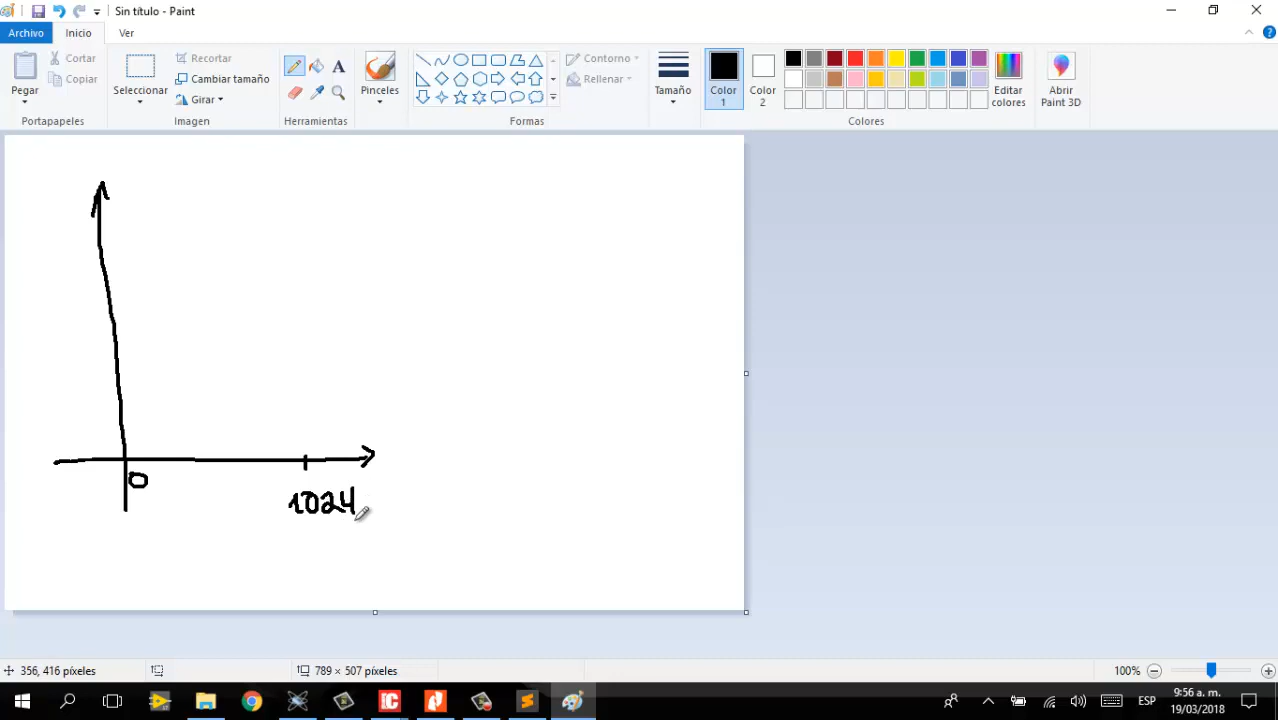 Sin título - Paint
Archivo Inicio Ver
Pegar
Cortar
Copiar
Portapapeles
Seleccionar
Recortar
Cambiar tamaño
Girar
Imagen
A
Herramientas
Pinceles
Contorno
Rellenar
Formas
Tamaño
Color 1
Color 2
Editar colores
Colores
Abrir Paint 3D
0
1024
356, 416 píxeles
789 × 507 píxeles
100%
IC
ESP
9:56 a. m.
19/03/2018